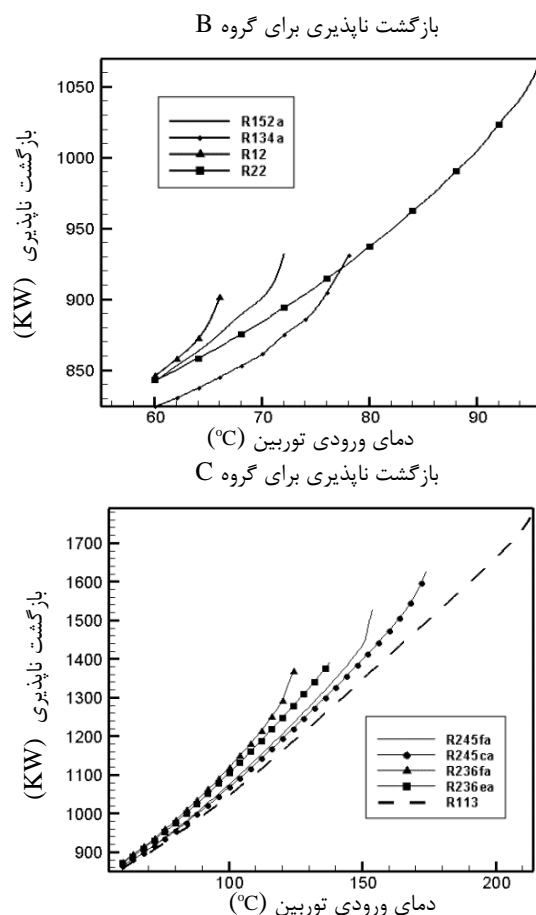 بازگشت ناپذیری برای گروه B
بازگشت ناپذیری (KW)
1050
1000
950
900
850
R152a
R134a
R12
R22
60 70 80 90
دمای ورودی توربین (°C)
بازگشت ناپذیری برای گروه C
بازگشت ناپذیری (KW)
1700
1600
1500
1400
1300
1200
1100
1000
900
R245fa
R245ca
R236fa
R236ea
R113
100 150 200
دمای ورودی توربین (°C)